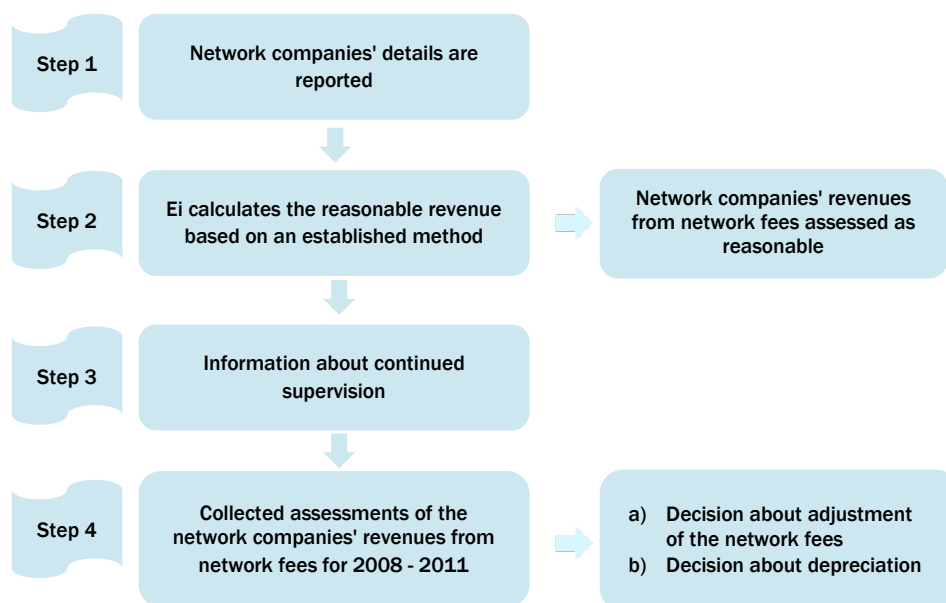 Step 1
Network companies' details are
reported
Step 2
Ei calculates the reasonable revenue
based on an established method
Network companies' revenues
from network fees assessed as
reasonable
Step 3
Information about continued
supervision
Step 4
Collected assessments of the
network companies' revenues from
network fees for 2008 - 2011
a) Decision about adjustment
of the network fees
b) Decision about depreciation